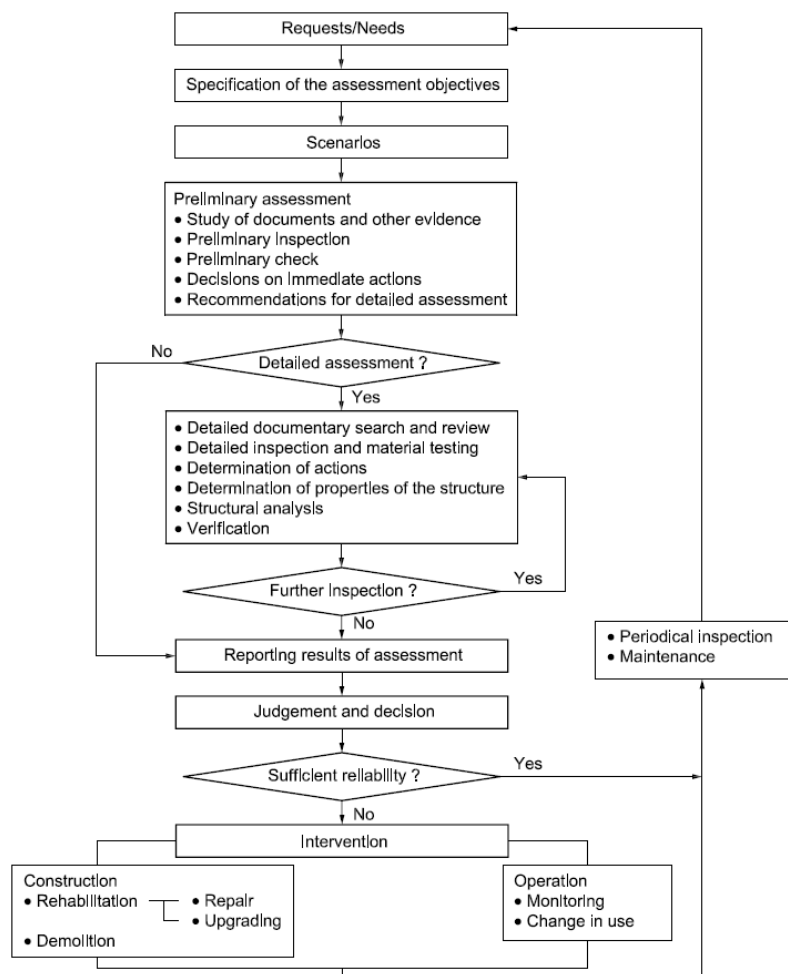 Requests/Needs
Specification of the assessment objectives
Scenarios
Preliminary assessment
• Study of documents and other evidence
• Preliminary inspection
• Preliminary check
• Decisions on immediate actions
• Recommendations for detailed assessment
No
Detailed assessment ?
Yes
• Detailed documentary search and review
• Detailed inspection and material testing
• Determination of actions
• Determination of properties of the structure
• Structural analysis
• Verification
Further inspection ?
Yes
No
• Periodical inspection
• Maintenance
Reporting results of assessment
Judgement and decision
Sufficient reliability ?
Yes
No
Intervention
Construction
• Rehabilitation
• Repair
• Upgrading
• Demolition
Operation
• Monitoring
• Change in use